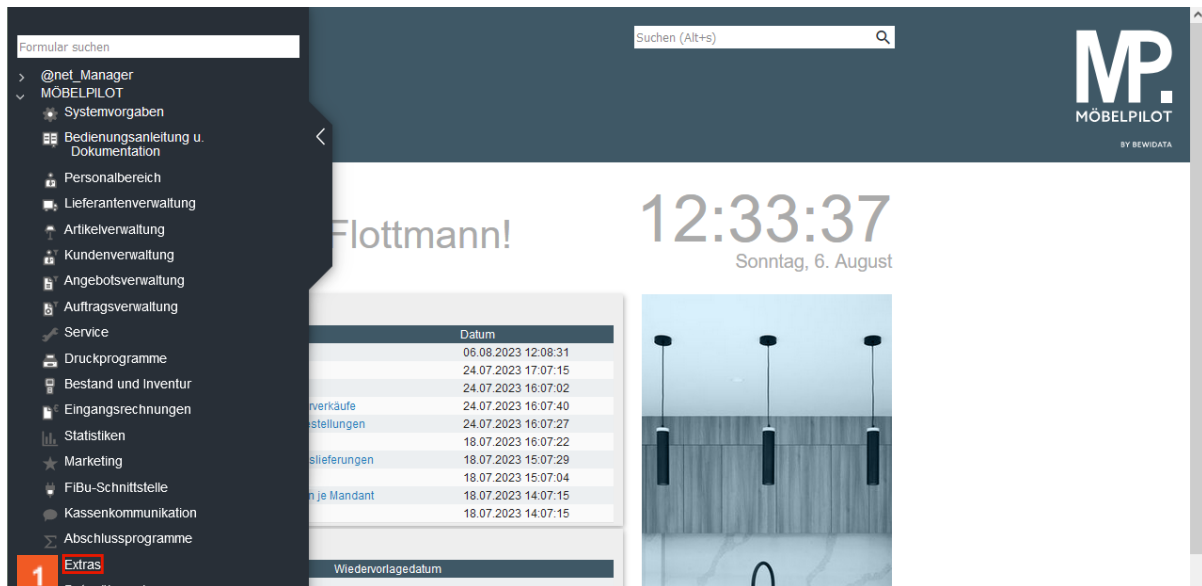 Formular suchen
@net_Manager
MÖBELPILOT
Systemvorgaben
Bedienungsanleitung u.
Dokumentation
Personalbereich
Lieferantenverwaltung
Artikelverwaltung
Kundenverwaltung
Angebotsverwaltung
Auftragsverwaltung
Service
Druckprogramme
Bestand und Inventur
Eingangsrechnungen
Statistiken
Marketing
FiBu-Schnittstelle
Kassenkommunikation
Abschlussprogramme
1 Extras
Suchen (Alt+s)
MP.
MÖBELPILOT
BY BEWIDATA
Flottmann!
12:33:37
Sonntag, 6. August
Datum
06.08.2023 12:08:31
24.07.2023 17:07:15
24.07.2023 16:07:02
rverkäufe 24.07.2023 16:07:40
estellungen 24.07.2023 16:07:27
18.07.2023 16:07:22
slieferungen 18.07.2023 15:07:29
18.07.2023 15:07:04
n je Mandant 18.07.2023 14:07:15
18.07.2023 14:07:15
Wiedervorlagedatum